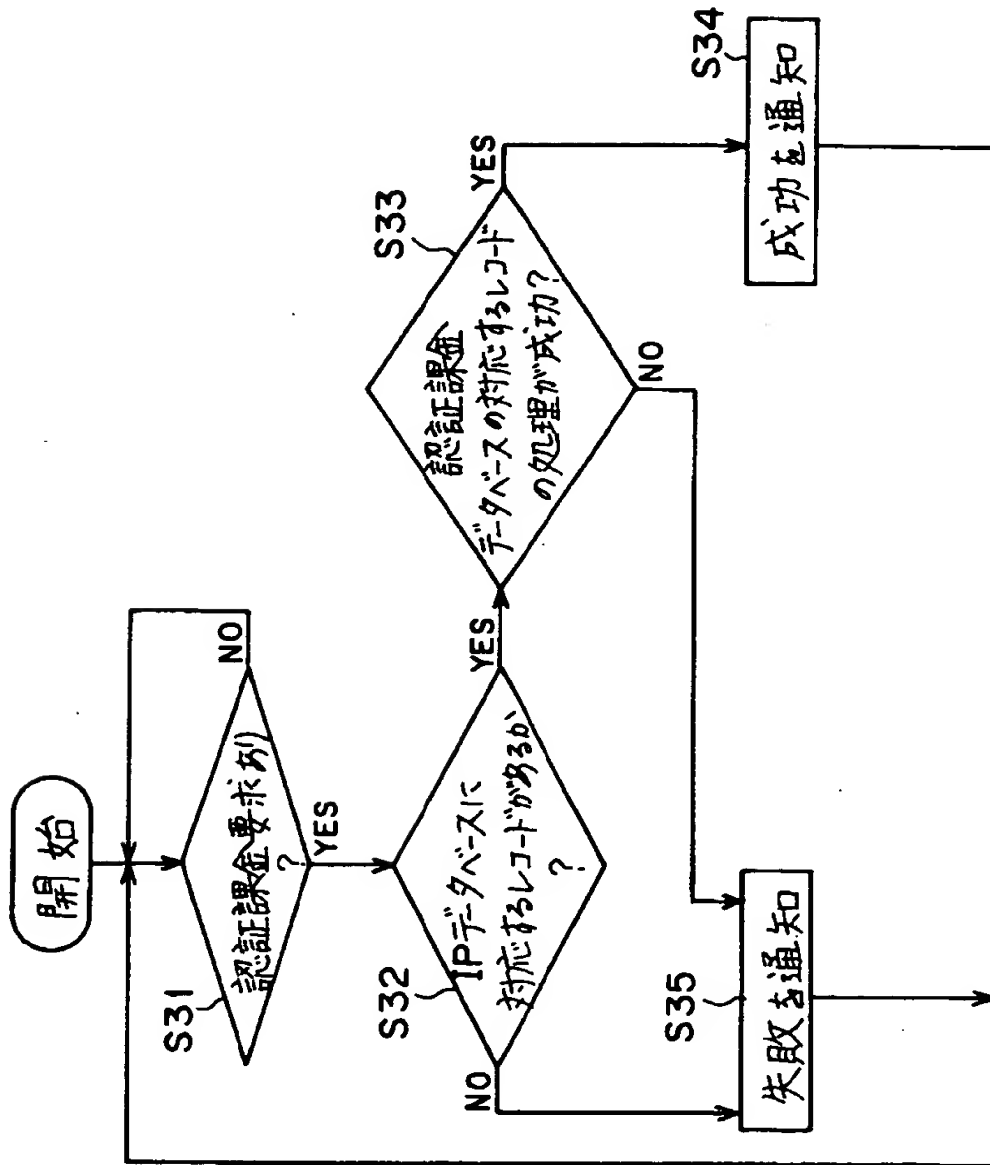 開始
S31
認証課金要求あり
?
NO
YES
S32
IPデータベースに
対応するレコードがあるか
?
NO
YES
S33
認証課金
データベースの対応するレコード
の処理が成功?
YES
NO
S34
成功を通知
S35
失敗を通知